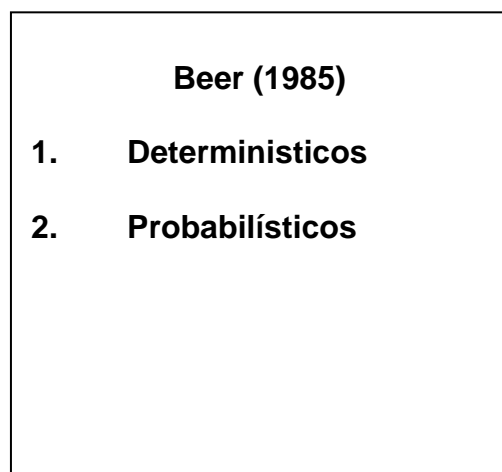 Beer (1985)
1. Deterministicos
2. Probabilísticos